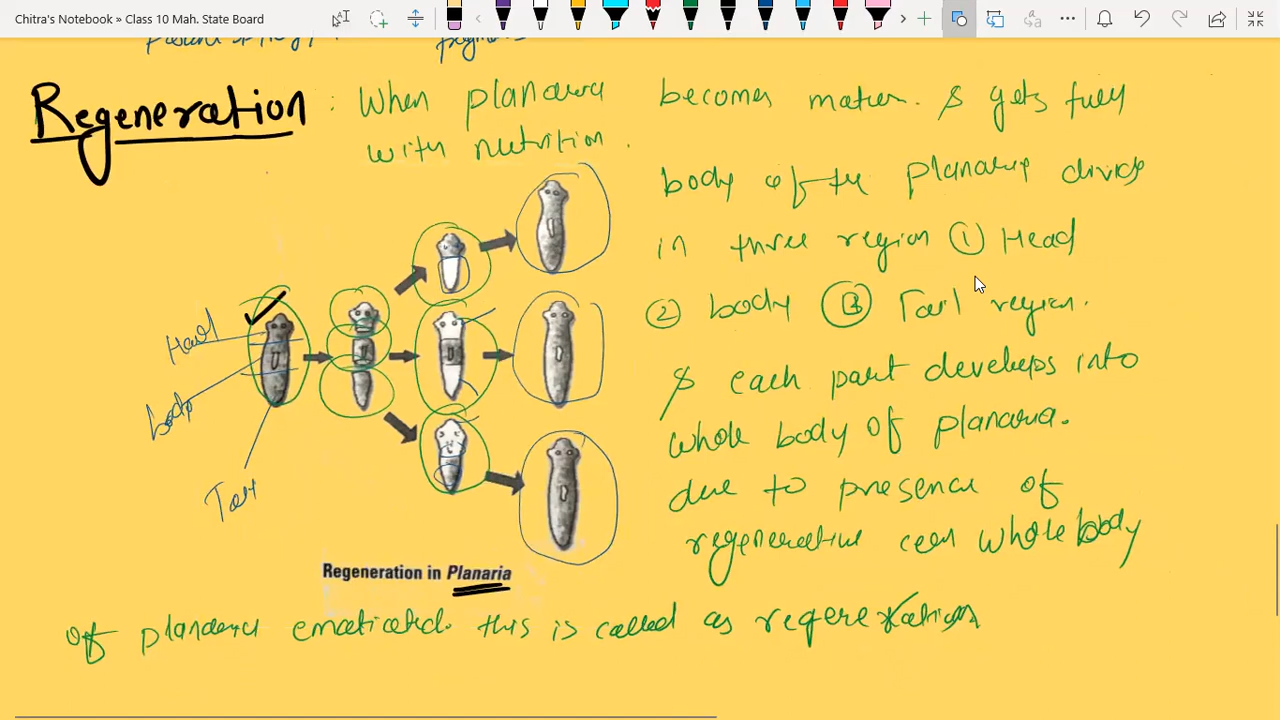 Chitra's Notebook » Class 10 Mah. State Board
Regeneration : When planaria becomes mature & gets fully
with nutrition.
body of the planaria divide
in three region ① Head
② body ③ Tail region.
& each part develops into
whole body of planaria.
due to presence of
regenerative cell whole body
Head
body
Tail
Regeneration in Planaria
of planaria this is called as regeneration